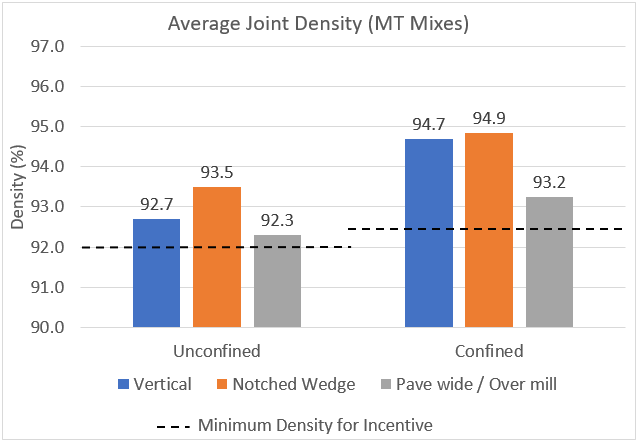 Average Joint Density (MT Mixes)
97.0
96.0
95.0
94.0
93.0
92.0
91.0
90.0
Density (%)
92.7
93.5
92.3
94.7
94.9
93.2
Unconfined
Confined
Vertical
Notched Wedge
Pave wide / Over mill
Minimum Density for Incentive